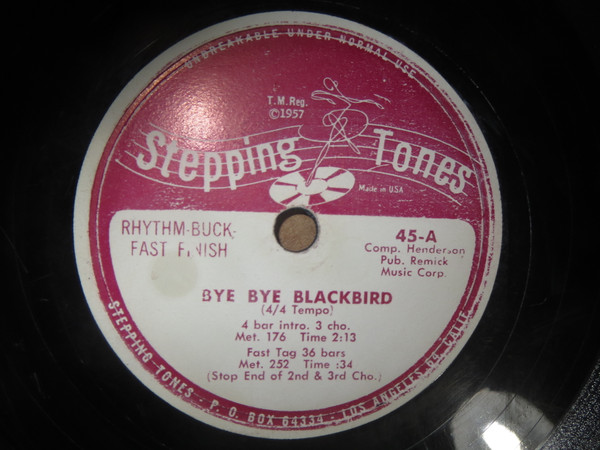 UNBREAKABLE UNDER NORMAL USE
T.M. Reg.
©1957
Stepping Tones
Made in USA
RHYTHM-BUCK-
FAST FINISH
45-A
Comp. Henderson
Pub. Remick
Music Corp.
BYE BYE BLACKBIRD
(4/4 Tempo)
4 bar intro. 3 cho.
Met. 176 Time 2:13
Fast Tag 36 bars
Met. 252 Time :34
(Stop End of 2nd & 3rd Cho.)
STEPPING TONES - P. O. BOX 64334 - LOS ANGELES 64, CALIF.